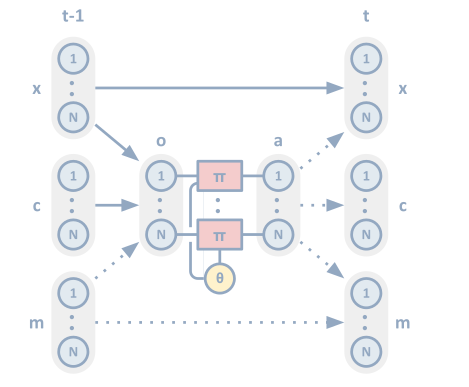 t-1 t
1 1
x x
N N
o a
1 1 π 1 1
c c
N N π N N
θ
1 1
m m
N N